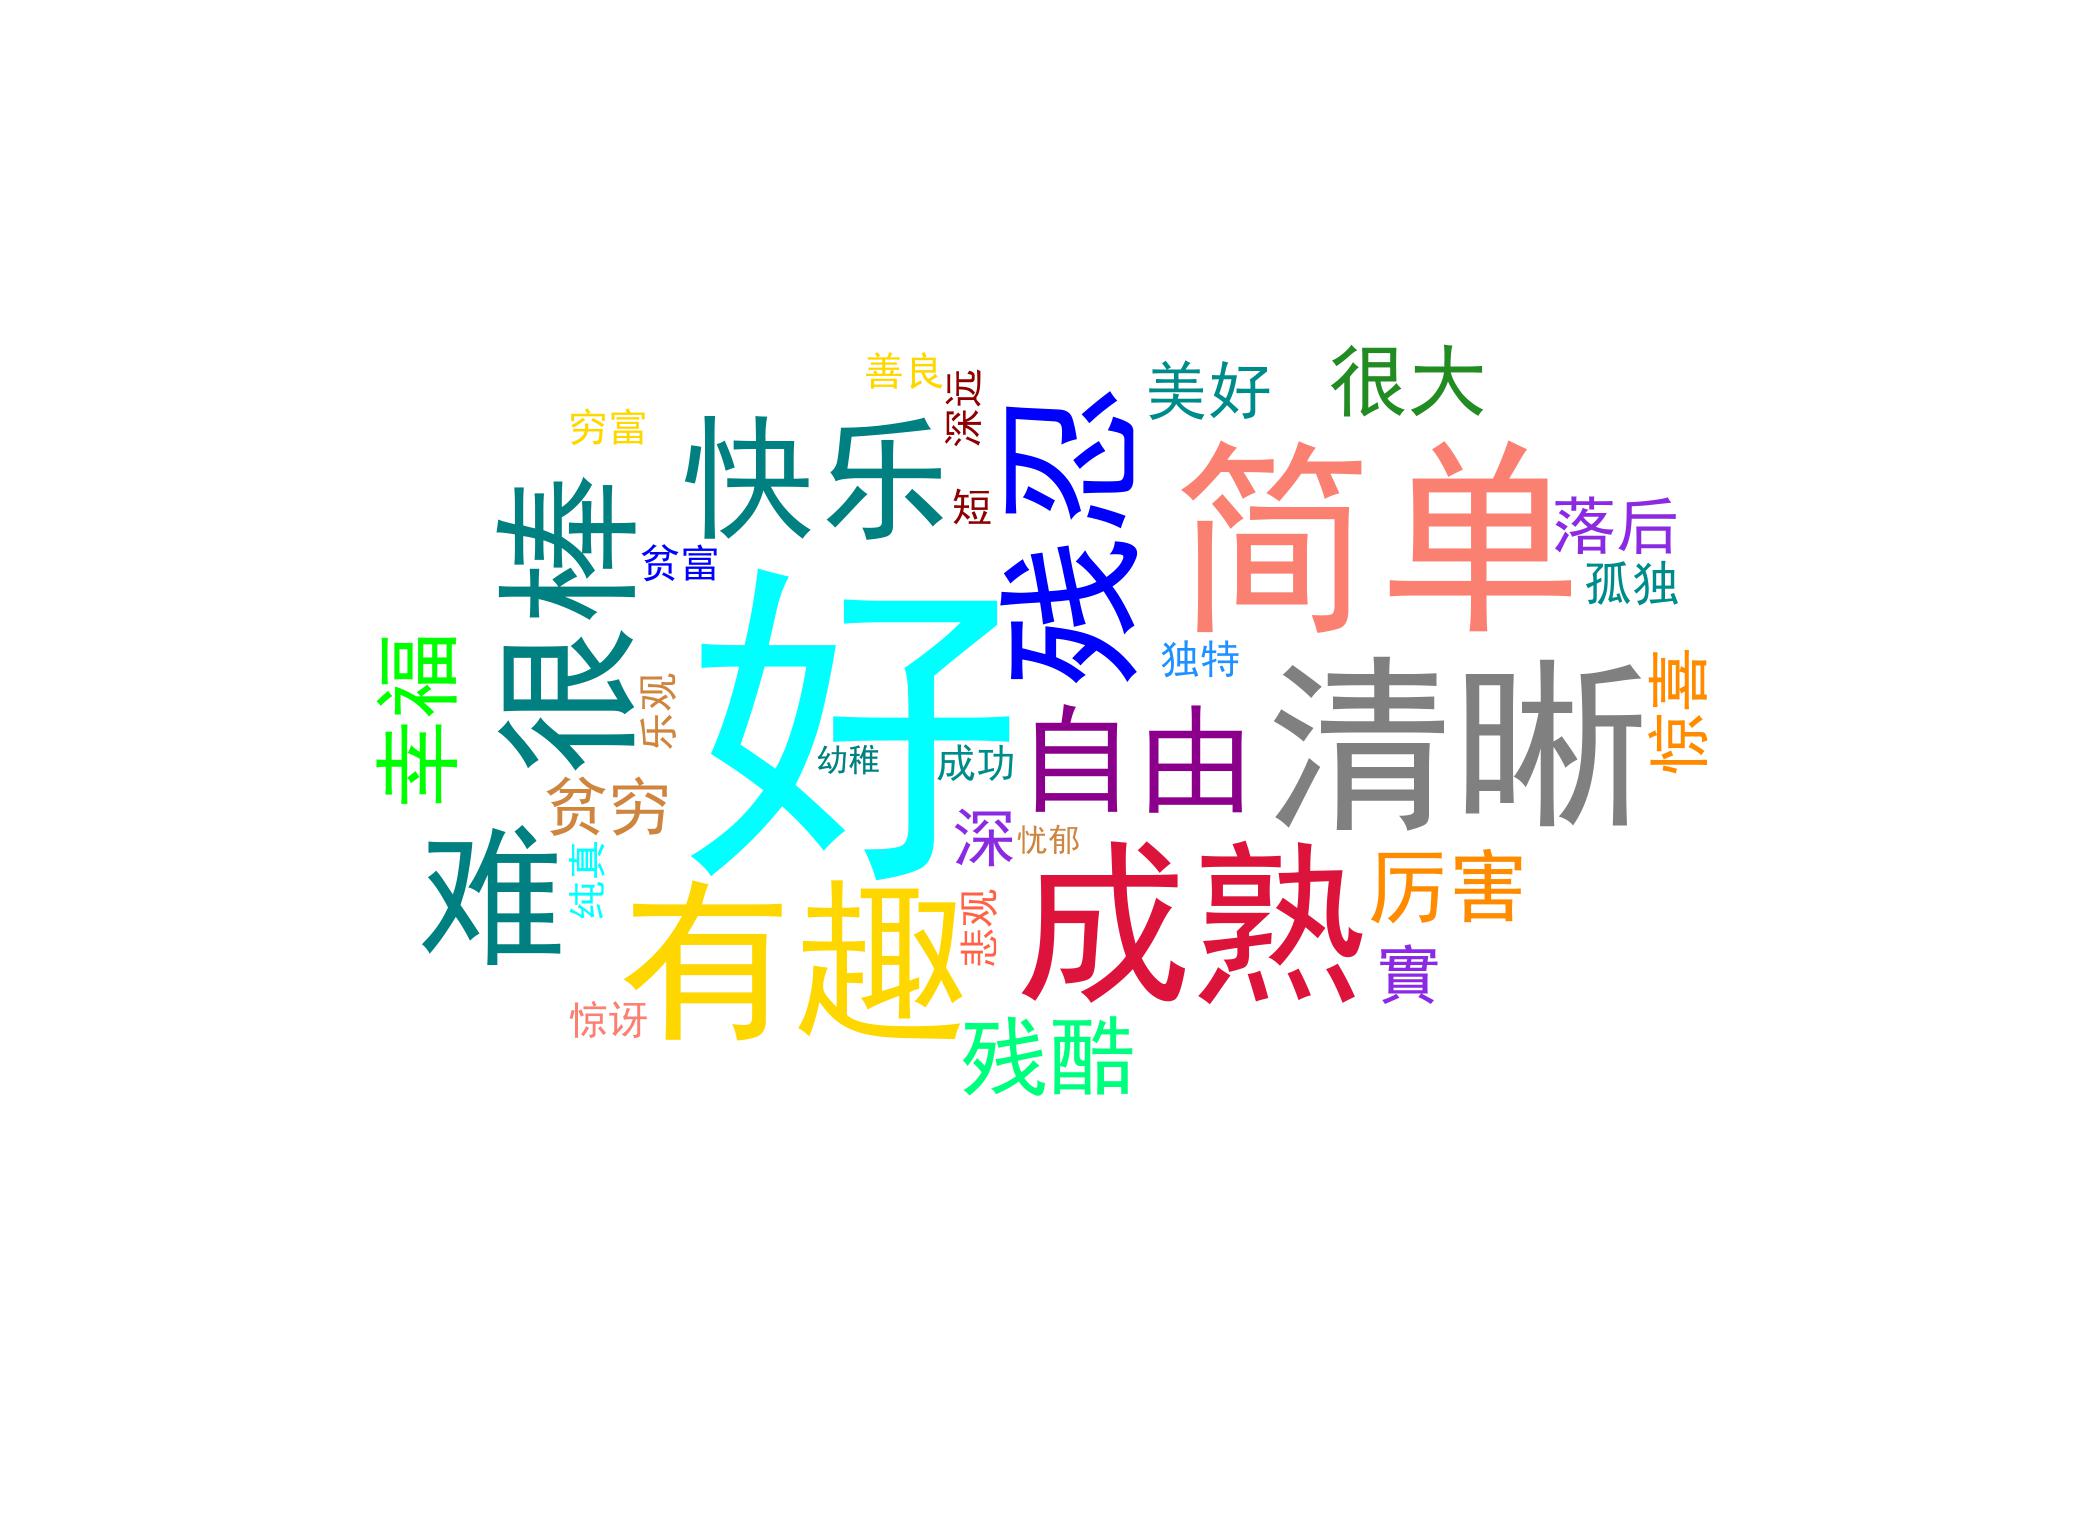 善良
深远
美好
很大
穷富
快乐
忍残
简单
短
落后
很棒
贫富
孤独
好
幸福
独特
清晰
惊喜
乐观
自由
幼稚
成功
贫穷
深
忧郁
难
纯真
有趣
悲观
成熟
厉害
惊讶
残酷